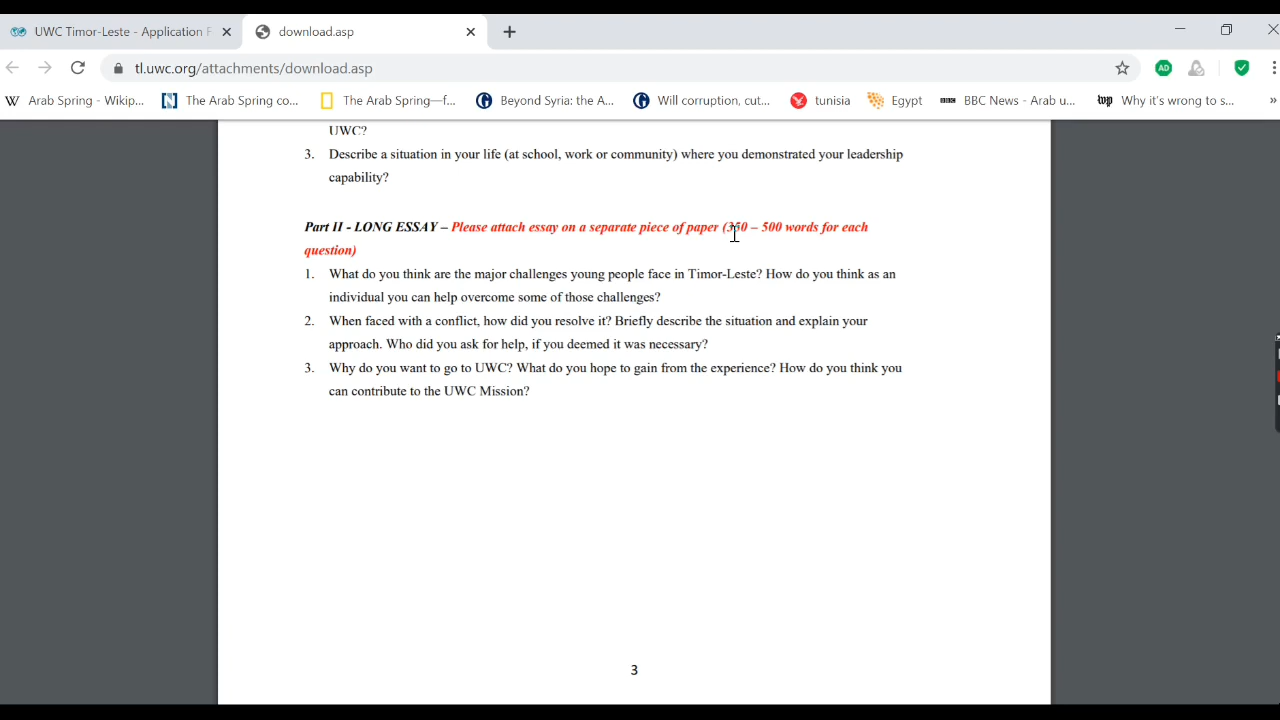 UWC Timor-Leste - Application F
download.asp
tl.uwc.org/attachments/download.asp
AD
W Arab Spring - Wikip...
N The Arab Spring co...
The Arab Spring—f...
Beyond Syria: the A...
Will corruption, cut...
tunisia
Egypt
BBC BBC News - Arab u...
wp Why it's wrong to s...
»
UWC?
3. Describe a situation in your life (at school, work or community) where you demonstrated your leadership
capability?
Part II - LONG ESSAY – Please attach essay on a separate piece of paper (350 – 500 words for each
question)
1. What do you think are the major challenges young people face in Timor-Leste? How do you think as an
individual you can help overcome some of those challenges?
2. When faced with a conflict, how did you resolve it? Briefly describe the situation and explain your
approach. Who did you ask for help, if you deemed it was necessary?
3. Why do you want to go to UWC? What do you hope to gain from the experience? How do you think you
can contribute to the UWC Mission?
3